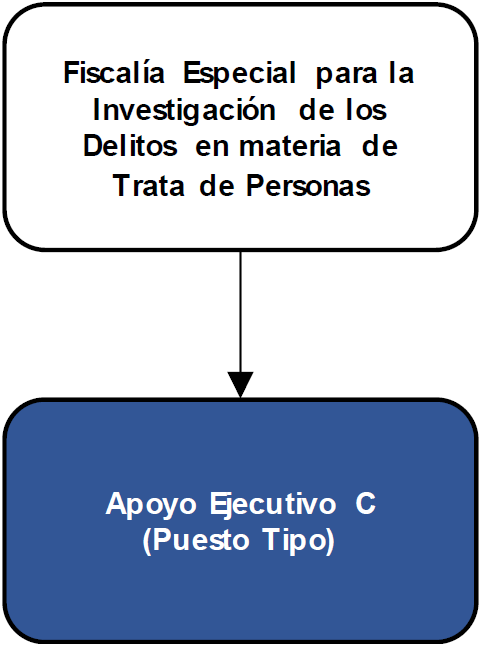 Fiscalía Especial para la
Investigación de los
Delitos en materia de
Trata de Personas
Apoyo Ejecutivo C
(Puesto Tipo)